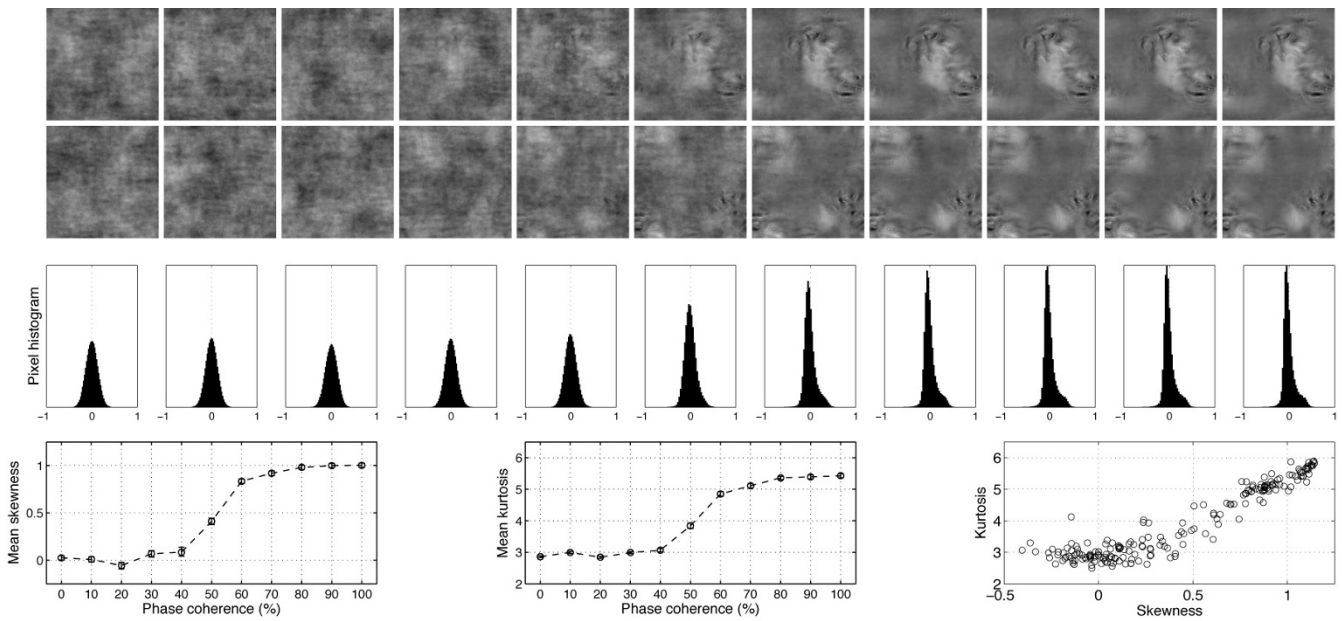 Pixel histogram
−1 0 1 −1 0 1 −1 0 1 −1 0 1 −1 0 1 −1 0 1 −1 0 1 −1 0 1 −1 0 1 −1 0 1 −1 0 1
Mean skewness
1
0.5
0
0 10 20 30 40 50 60 70 80 90 100
Phase coherence (%)
Mean kurtosis
6
5
4
3
2
0 10 20 30 40 50 60 70 80 90 100
Phase coherence (%)
Kurtosis
6
5
4
3
2
−0.5 0 0.5 1
Skewness